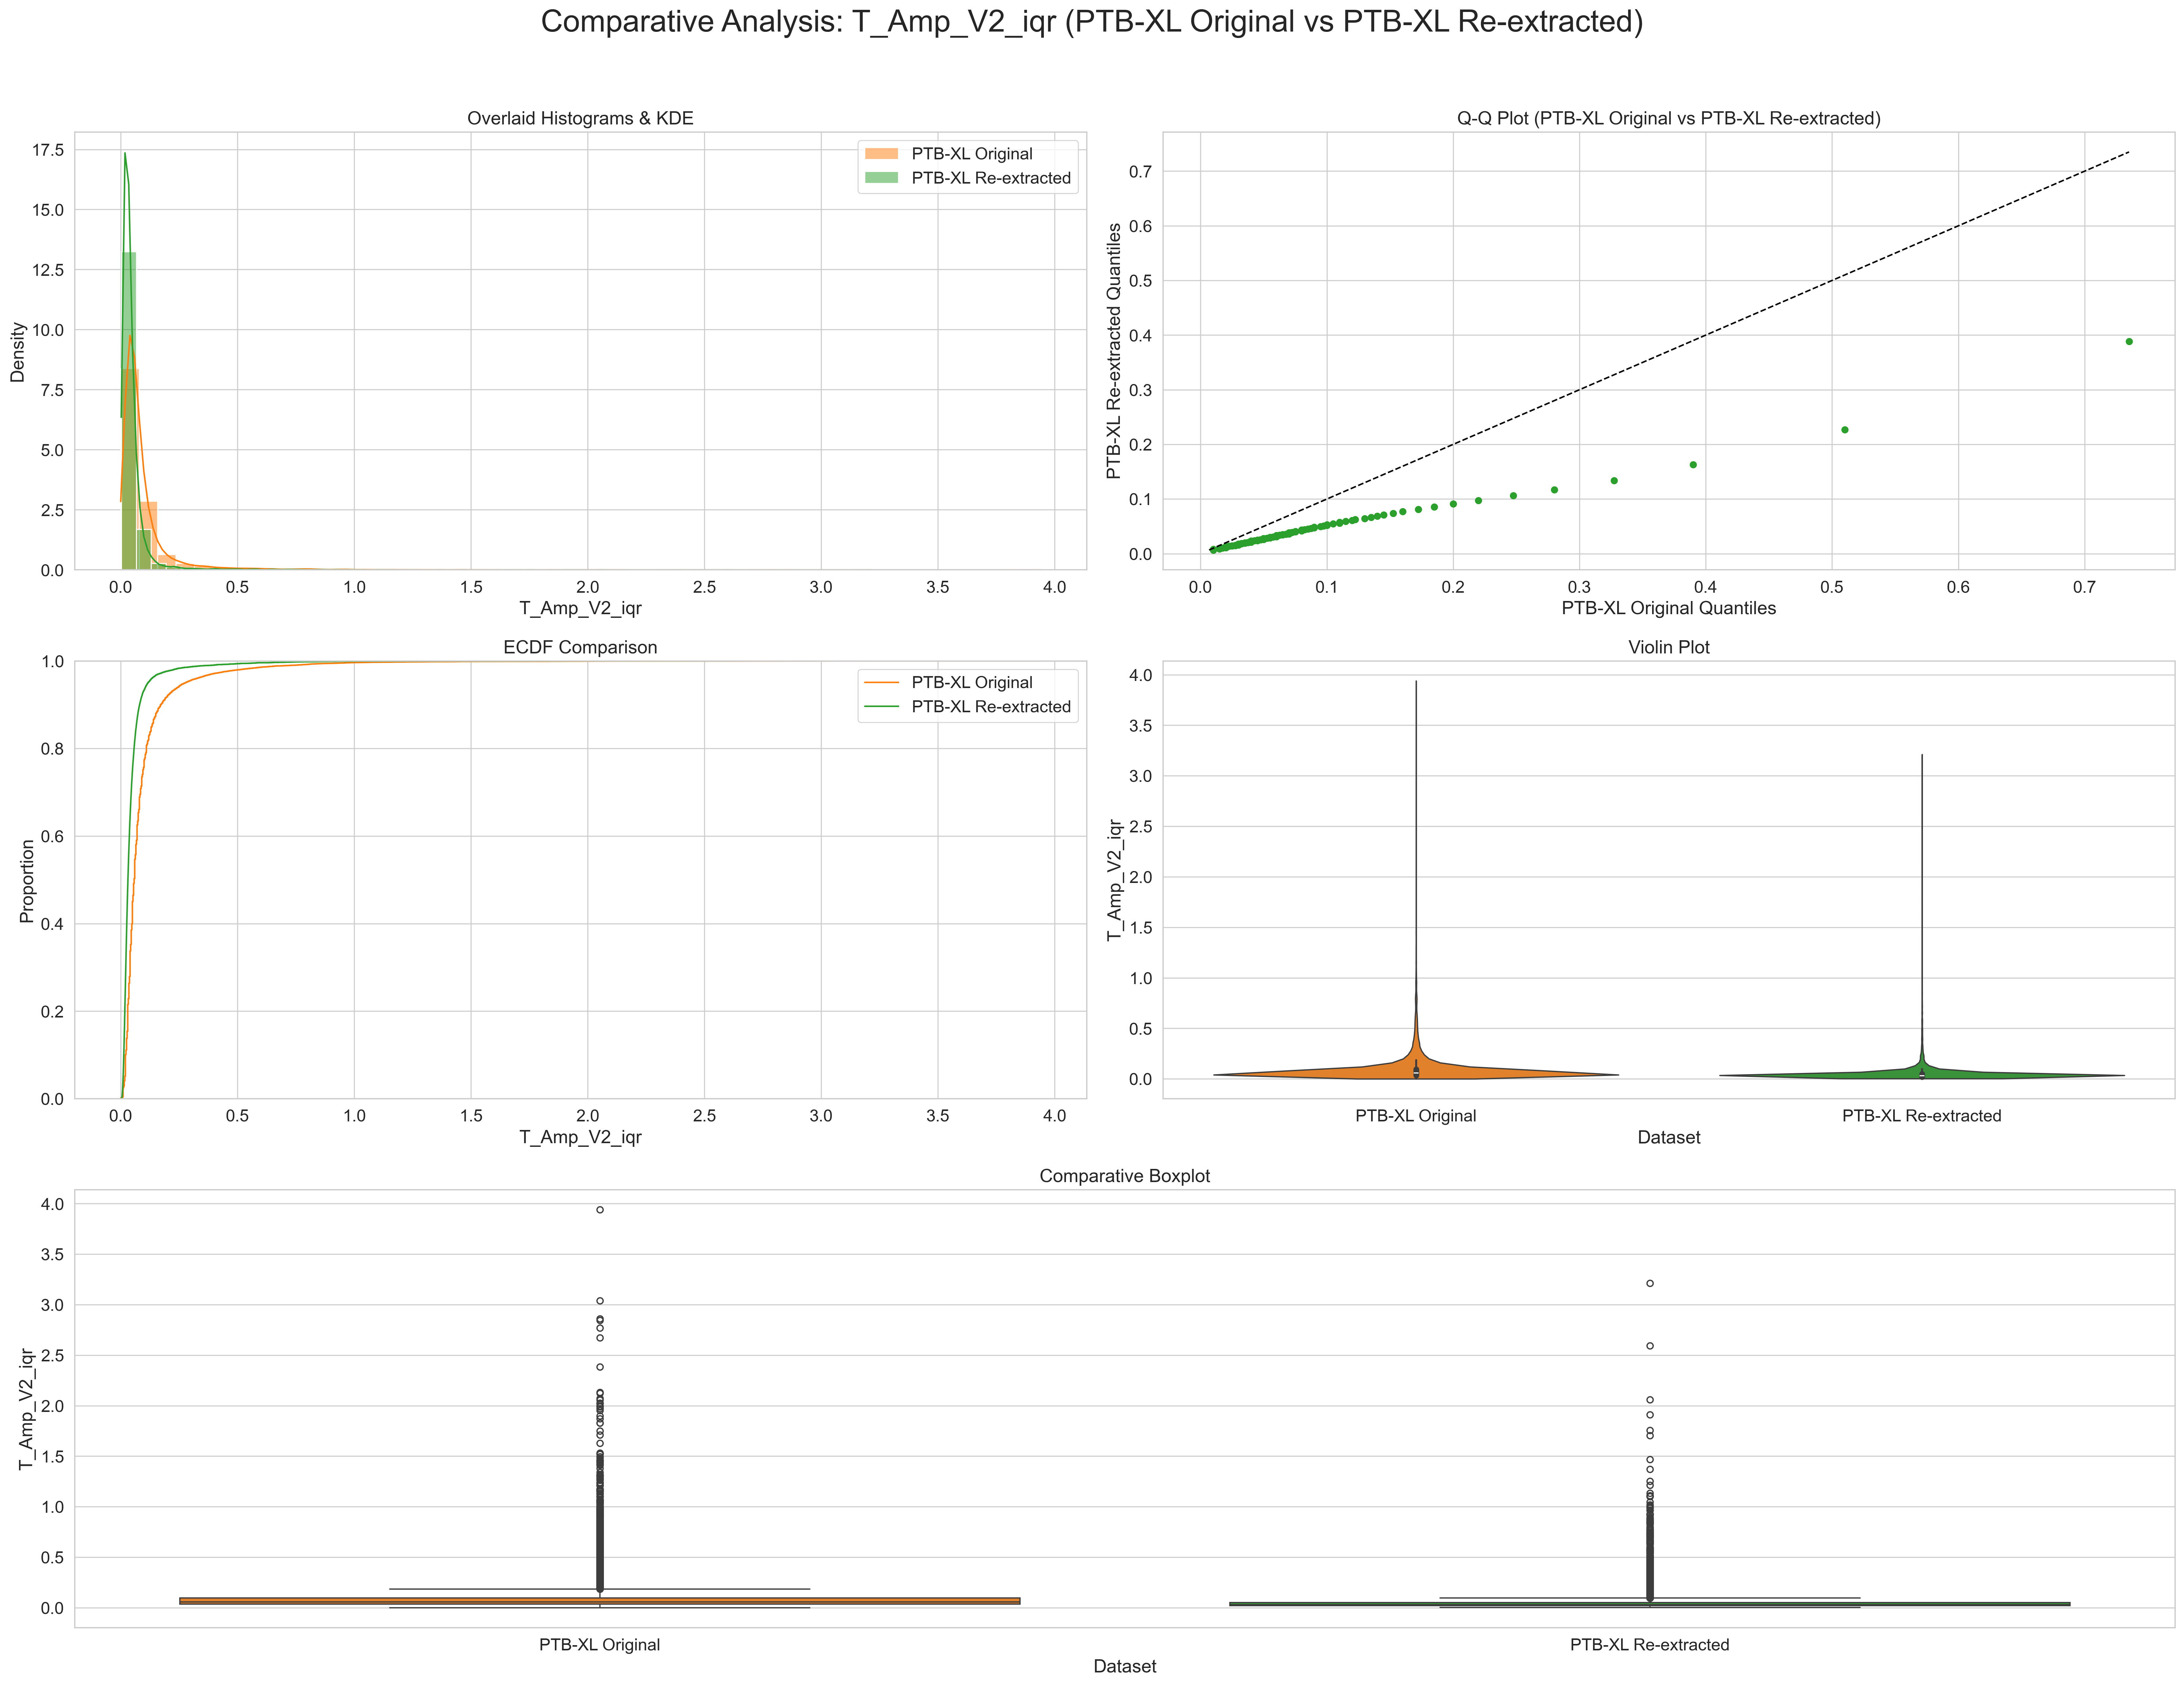 Comparative Analysis: T_Amp_V2_iqr (PTB-XL Original vs PTB-XL Re-extracted)
Overlaid Histograms & KDE
17.5
15.0
12.5
10.0
7.5
5.0
2.5
0.0
Density
PTB-XL Original
PTB-XL Re-extracted
0.0 0.5 1.0 1.5 2.0 2.5 3.0 3.5 4.0
T_Amp_V2_iqr
Q-Q Plot (PTB-XL Original vs PTB-XL Re-extracted)
0.7
0.6
0.5
0.4
0.3
0.2
0.1
0.0
PTB-XL Re-extracted Quantiles
0.0 0.1 0.2 0.3 0.4 0.5 0.6 0.7
PTB-XL Original Quantiles
ECDF Comparison
1.0
0.8
0.6
0.4
0.2
0.0
Proportion
PTB-XL Original
PTB-XL Re-extracted
0.0 0.5 1.0 1.5 2.0 2.5 3.0 3.5 4.0
T_Amp_V2_iqr
Violin Plot
4.0
3.5
3.0
2.5
2.0
1.5
1.0
0.5
0.0
T_Amp_V2_iqr
PTB-XL Original PTB-XL Re-extracted
Dataset
Comparative Boxplot
4.0
3.5
3.0
2.5
2.0
1.5
1.0
0.5
0.0
T_Amp_V2_iqr
PTB-XL Original PTB-XL Re-extracted
Dataset